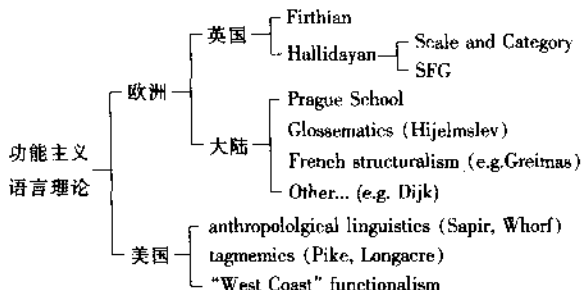 功能主义
语言理论
欧洲
英国
Firthian
Hallidayan
Scale and Category
SFG
大陆
Prague School
Glossematics (Hijelmslev)
French structuralism (e.g.Greimas)
Other... (e.g. Dijk)
美国
anthropololgical linguistics (Sapir, Whorf)
tagmemics (Pike, Longacre)
“West Coast” functionalism